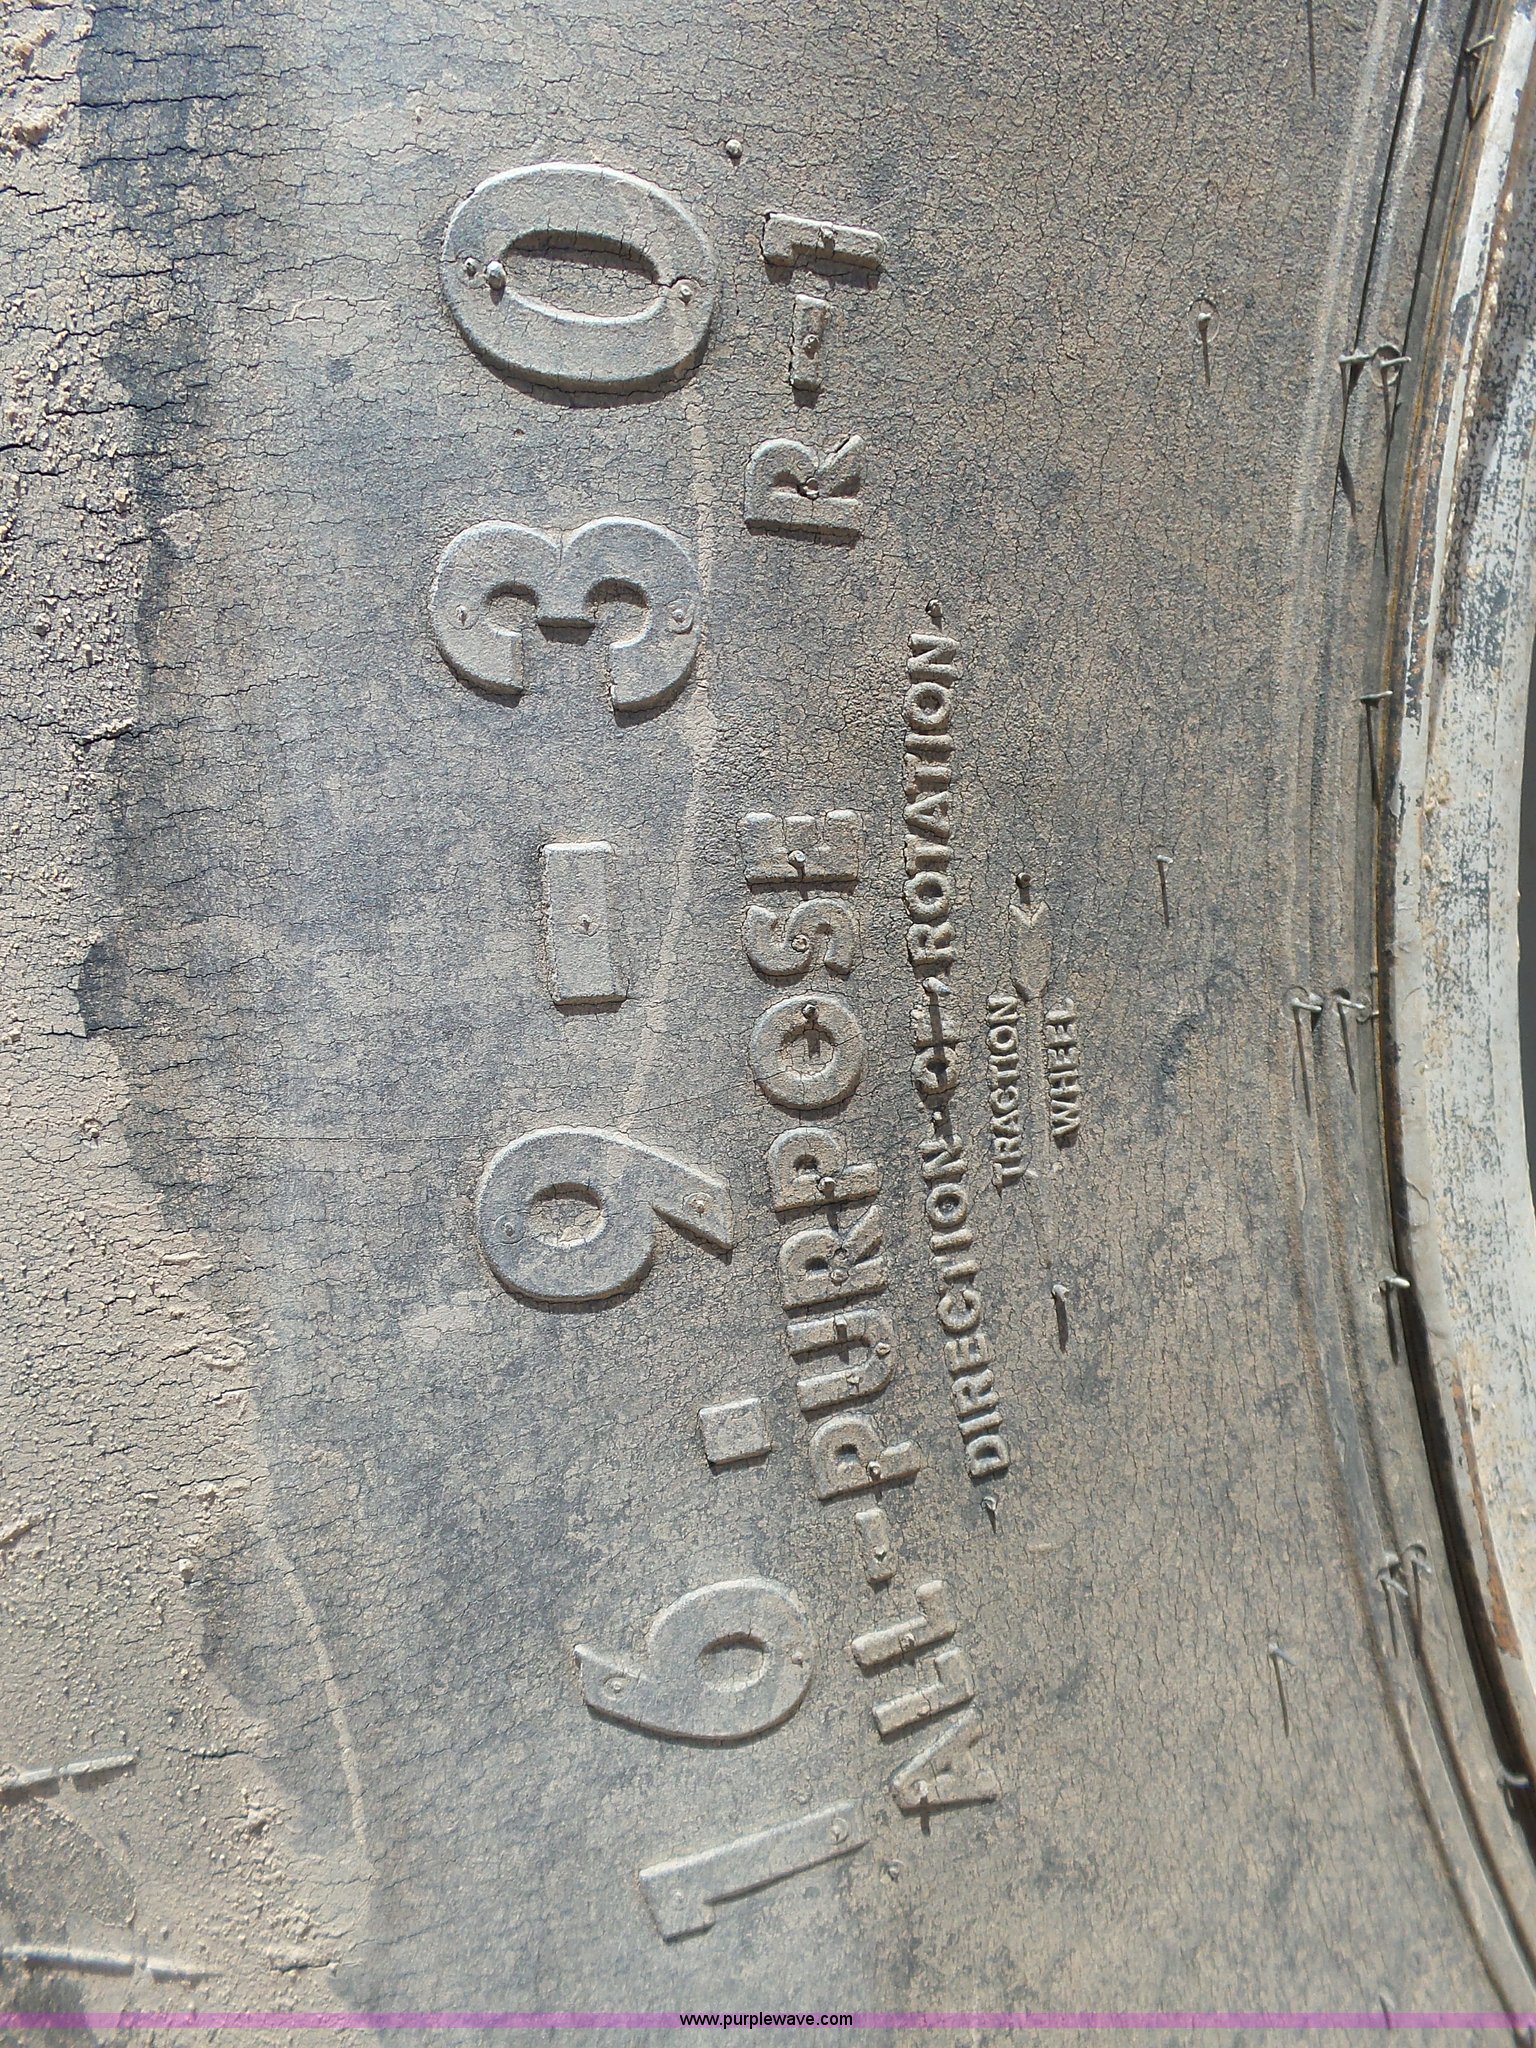 16.9-30
ALL-PURPOSE R-1
DIRECTION-OF-ROTATION
TRACTION
WHEEL
www.purplewave.com